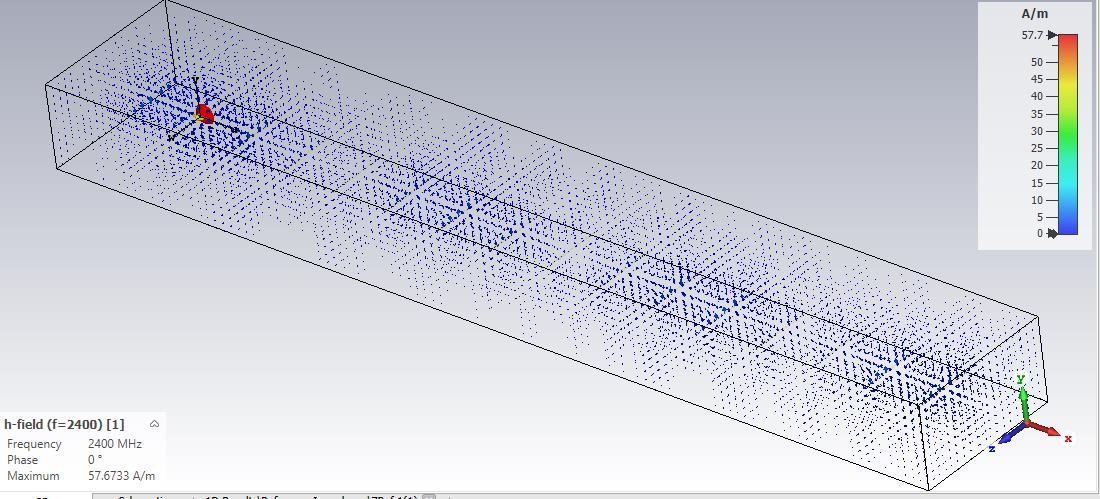 A/m
57.7
50
45
40
35
30
25
20
15
10
5
0
y
y
x
z
h-field (f=2400) [1]
Frequency 2400 MHz
Phase 0 °
Maximum 57.6733 A/m